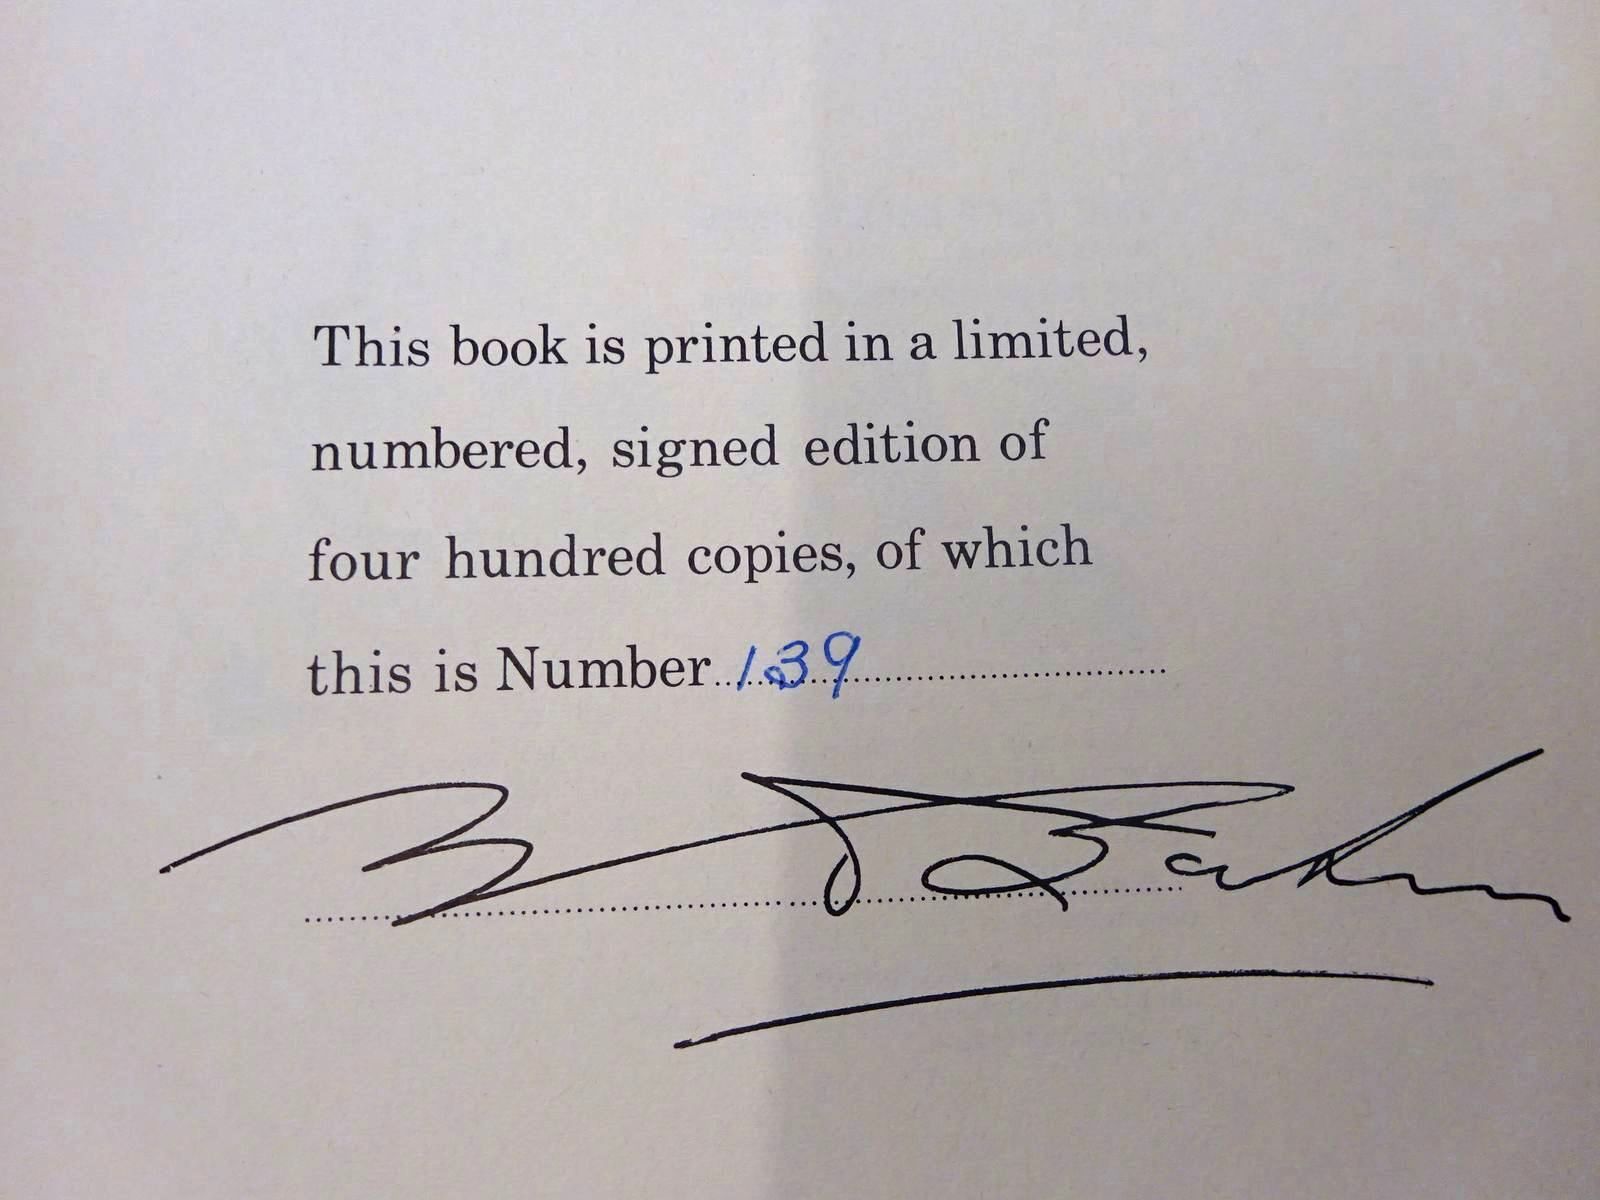 This book is printed in a limited,
numbered, signed edition of
four hundred copies, of which
this is Number 139